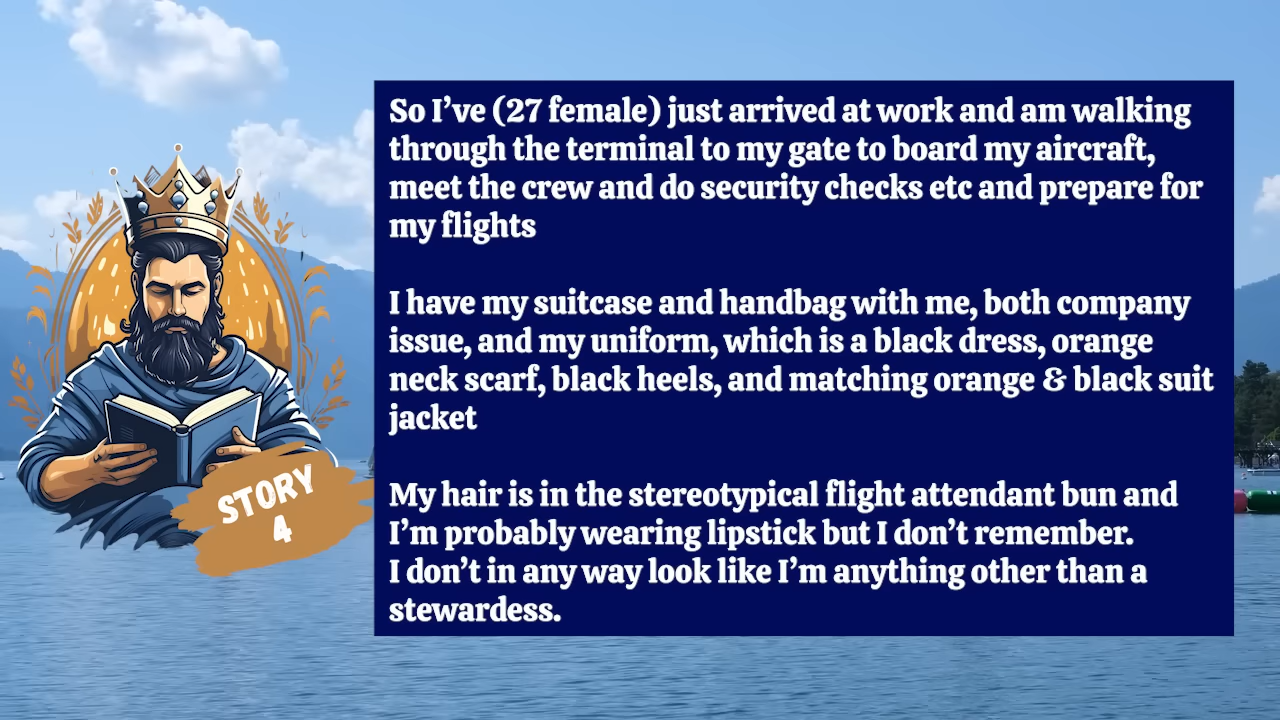 So I've (27 female) just arrived at work and am walking
through the terminal to my gate to board my aircraft,
meet the crew and do security checks etc and prepare for
my flights
I have my suitcase and handbag with me, both company
issue, and my uniform, which is a black dress, orange
neck scarf, black heels, and matching orange & black suit
jacket
My hair is in the stereotypical flight attendant bun and
I'm probably wearing lipstick but I don't remember.
I don't in any way look like I'm anything other than a
stewardess.
STORY
4